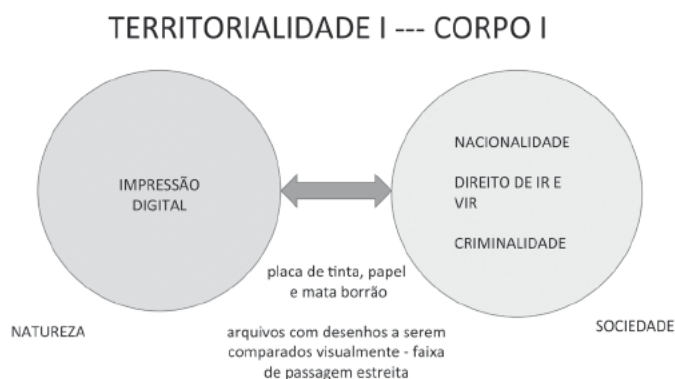 TERRITORIALIDADE I --- CORPO I
IMPRESSÃO
DIGITAL
NACIONALIDADE
DIREITO DE IR E
VIR
CRIMINALIDADE
placa de tinta, papel
e mata borrão
NATUREZA
SOCIEDADE
arquivos com desenhos a serem
comparados visualmente - faixa
de passagem estreita